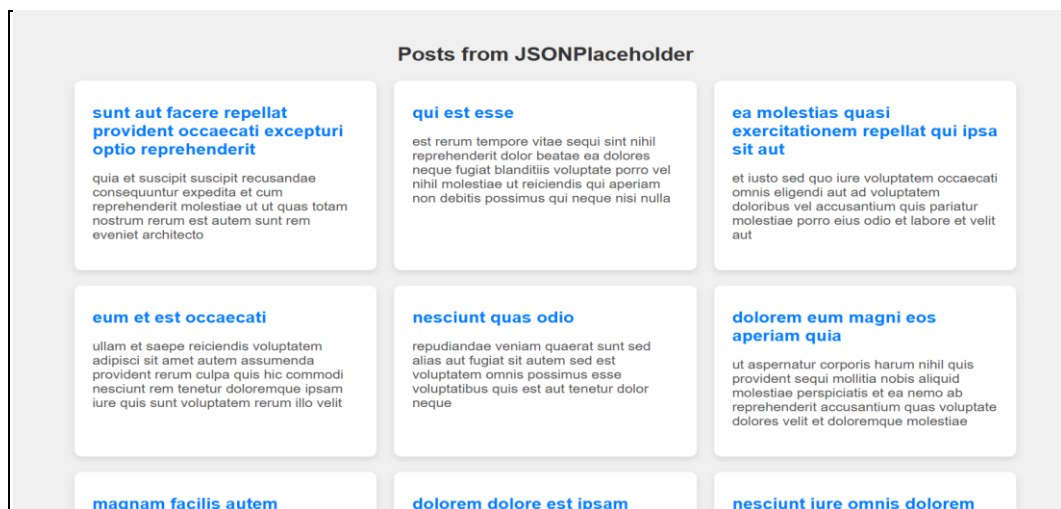 Posts from JSONPlaceholder
sunt aut facere repellat
provident occaecati excepturi
optio reprehenderit
quia et suscipit suscipit recusandae
consequuntur expedita et cum
reprehenderit molestiae ut ut quas totam
nostrum rerum est autem sunt rem
eveniet architecto
qui est esse
est rerum tempore vitae sequi sint nihil
reprehenderit dolor beatae ea dolores
neque fugiat blanditiis voluptate porro vel
nihil molestiae ut reiciendis qui aperiam
non debitis possimus qui neque nisi nulla
ea molestias quasi
exercitationem repellat qui ipsa
sit aut
et iusto sed quo iure voluptatem occaecati
omnis eligendi aut ad voluptatem
doloribus vel accusantium quis pariatur
molestiae porro eius odio et labore et velit
aut
eum et est occaecati
ullam et saepe reiciendis voluptatem
adipisci sit amet autem assumenda
provident rerum culpa quis hic commodi
nesciunt rem tenetur doloremque ipsam
iure quis sunt voluptatem rerum illo velit
nesciunt quas odio
repudiandae veniam quaerat sunt sed
alias aut fugiat sit autem sed est
voluptatem omnis possimus esse
voluptatibus quis est aut tenetur dolor
neque
dolorem eum magni eos
aperiam quia
ut aspernatur corporis harum nihil quis
provident sequi mollitia nobis aliquid
molestiae perspiciatis et ea nemo ab
reprehenderit accusantium quas voluptate
dolores velit et doloremque molestiae
magnam facilis autem
dolorem dolore est ipsam
nesciunt iure omnis dolorem